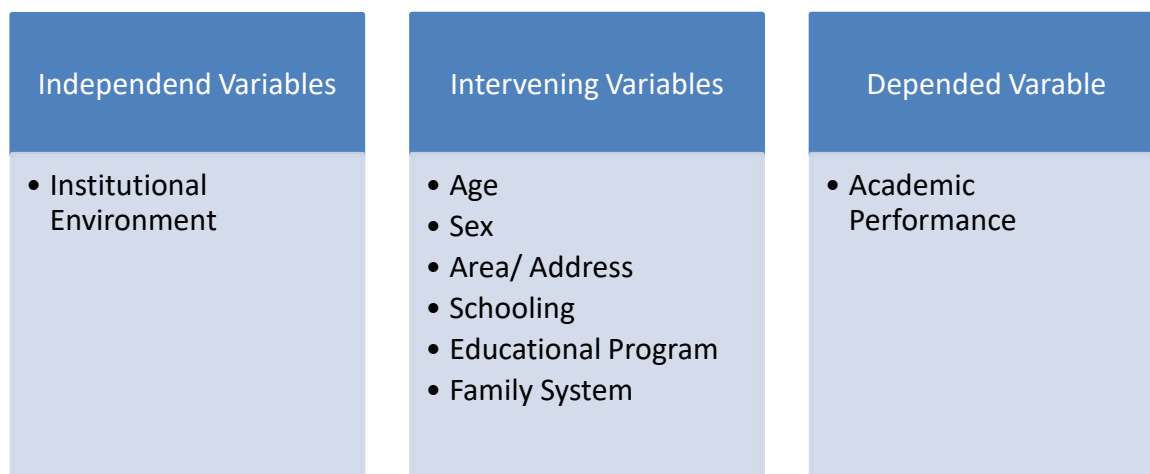 Independend Variables
• Institutional
Environment
Intervening Variables
• Age
• Sex
• Area/ Address
• Schooling
• Educational Program
• Family System
Depended Varable
• Academic
Performance